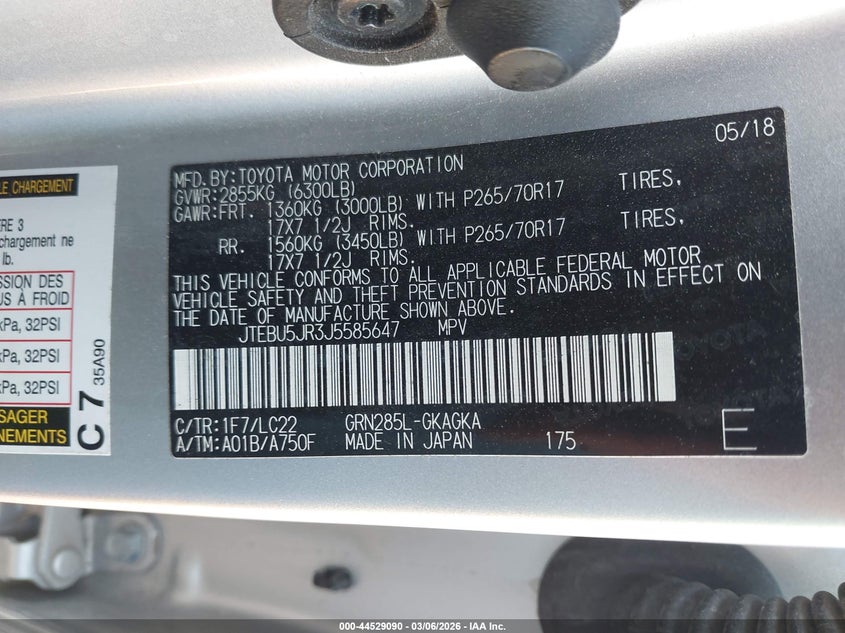 LE CHARGEMENT
ERE 3
chargement ne
lb.
SSION DES
US À FROID
kPa, 32PSI
kPa, 32PSI
kPa, 32PSI
SAGER
NEMENTS
C 7 35A90
05/18
MFD. BY:TOYOTA MOTOR CORPORATION
GVWR:2855KG (6300LB)
GAWR:FRT. 1360KG (3000LB) WITH P265/70R17 TIRES,
17X7 1/2J RIMS.
RR. 1560KG (3450LB) WITH P265/70R17 TIRES,
17X7 1/2J RIMS.
THIS VEHICLE CONFORMS TO ALL APPLICABLE FEDERAL MOTOR
VEHICLE SAFETY AND THEFT PREVENTION STANDARDS IN EFFECT ON
THE DATE OF MANUFACTURE SHOWN ABOVE.
JTEBU5JR3J5585647 MPV
C/TR:1F7/LC22 GRN285L-GKAGKA
A/TM:A01B/A750F MADE IN JAPAN 175
E
000-44529090 - 03/06/2026 - IAA Inc.